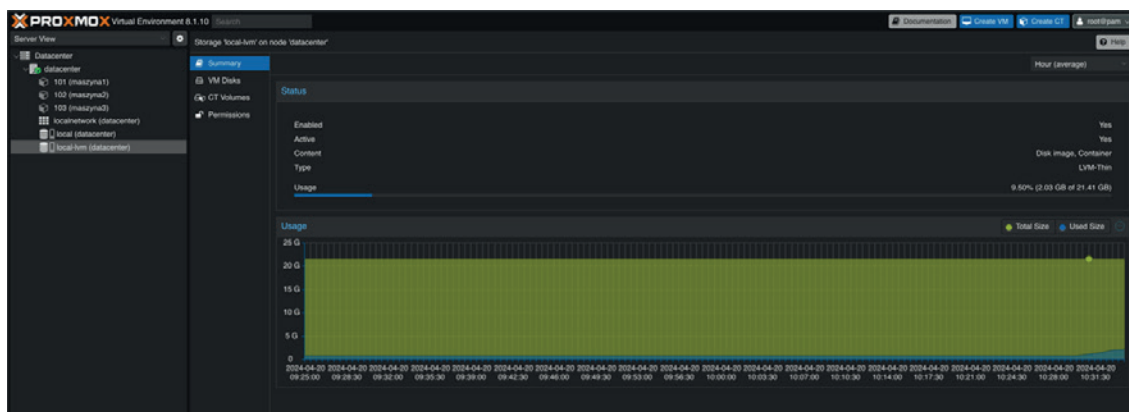 PROXMOX Virtual Environment 8.1.10 Search
Documentation Create VM Create CT root@pam
Server View
Storage 'local-lvm' on node 'datacenter'
Help
Datacenter
datacenter
101 (maszyna1)
102 (maszyna2)
103 (maszyna3)
localnetwork (datacenter)
local (datacenter)
local-lvm (datacenter)
Summary
VM Disks
CT Volumes
Permissions
Hour (average)
Status
Enabled Yes
Active Yes
Content Disk image, Container
Type LVM-Thin
Usage 9.50% (2.03 GB of 21.41 GB)
Usage
Total Size Used Size
25 G
20 G
15 G
10 G
5 G
0
2024-04-20 2024-04-20 2024-04-20 2024-04-20 2024-04-20 2024-04-20 2024-04-20 2024-04-20 2024-04-20 2024-04-20 2024-04-20 2024-04-20 2024-04-20 2024-04-20 2024-04-20 2024-04-20 2024-04-20 2024-04-20 2024-04-20 2024-04-20
09:25:00 09:28:30 09:32:00 09:35:30 09:39:00 09:42:30 09:46:00 09:49:30 09:53:00 09:56:30 10:00:00 10:03:30 10:07:00 10:10:30 10:14:00 10:17:30 10:21:00 10:24:30 10:28:00 10:31:30